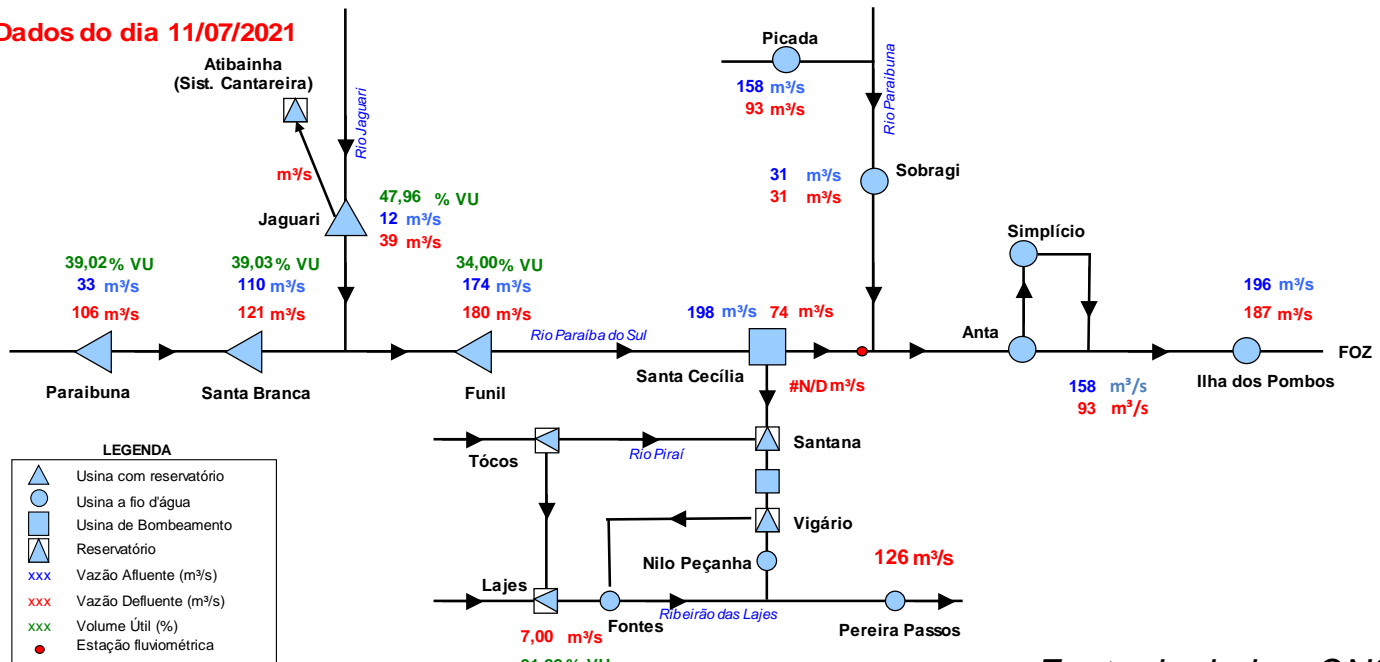 Dados do dia 11/07/2021
Atibainha
(Sist. Cantareira)
Rio Jaguari
m³/s
Jaguari
47,96 % VU
12 m³/s
39 m³/s
Picada
158 m³/s
93 m³/s
Rio Paraibuna
31 m³/s
31 m³/s
Sobragi
Simplício
39,02% VU
33 m³/s
106 m³/s
Paraibuna
39,03% VU
110 m³/s
121 m³/s
Santa Branca
34,00% VU
174 m³/s
180 m³/s
Funil
Rio Paraíba do Sul
198 m³/s 74 m³/s
Santa Cecília
#N/D m³/s
Anta
158 m³/s
93 m³/s
196 m³/s
187 m³/s
Ilha dos Pombos
FOZ
Tócos
Rio Piraí
Santana
Vigário
Nilo Peçanha
126 m³/s
Lajes
Fontes
Ribeirão das Lajes
Pereira Passos
7,00 m³/s
LEGENDA
Usina com reservatório
Usina a fio d'água
Usina de Bombeamento
Reservatório
xxx Vazão Afluente (m³/s)
xxx Vazão Defluente (m³/s)
xxx Volume Útil (%)
Estação fluviométrica